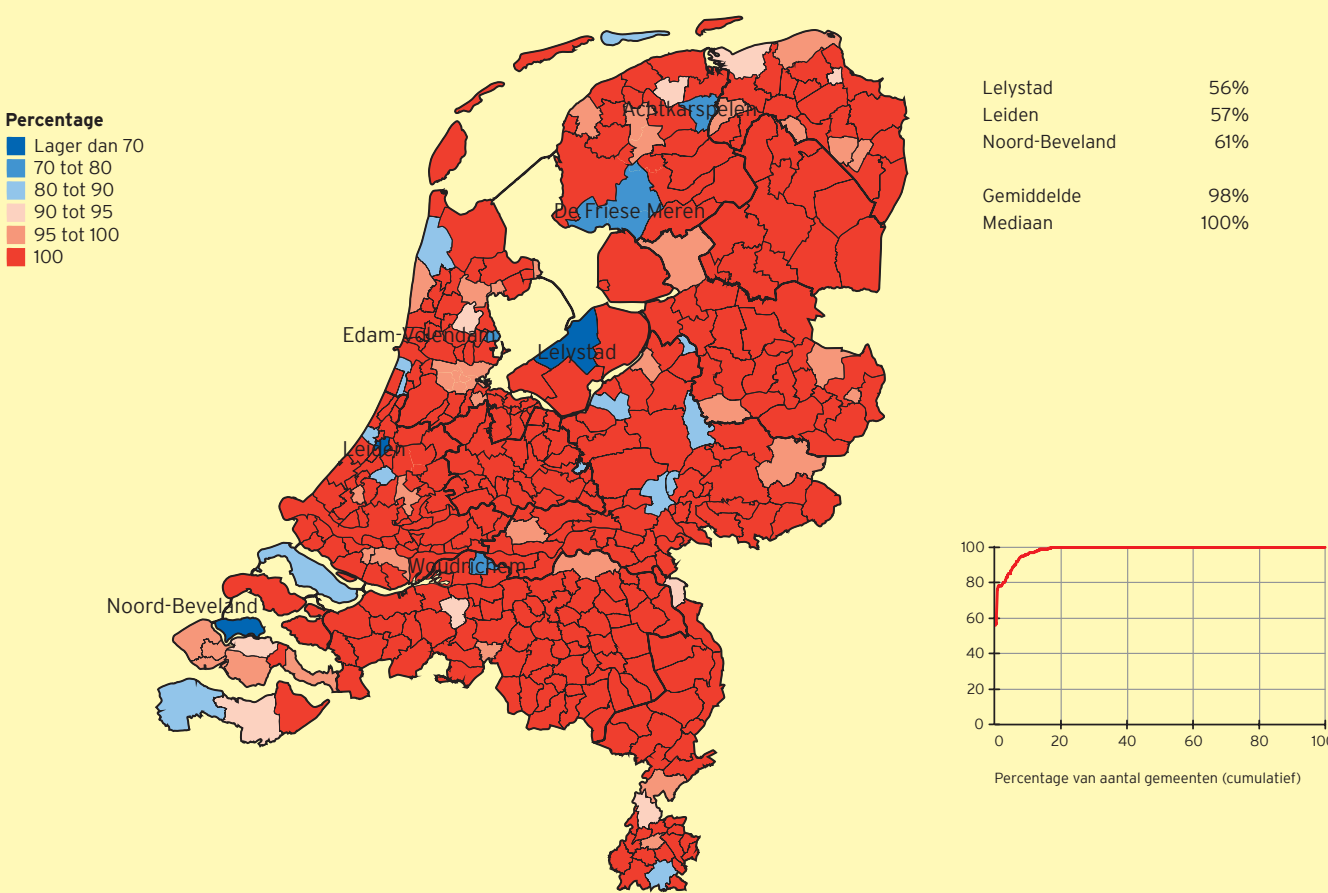 Percentage
Lager dan 70
70 tot 80
80 tot 90
90 tot 95
95 tot 100
100
Achtkarspelen
De Friese Meren
Edam-Volendam
Lelystad
Leiden
Woudrichem
Noord-Beveland
Lelystad 56%
Leiden 57%
Noord-Beveland 61%
Gemiddelde 98%
Mediaan 100%
100
80
60
40
20
0
0 20 40 60 80 100
Percentage van aantal gemeenten (cumulatief)